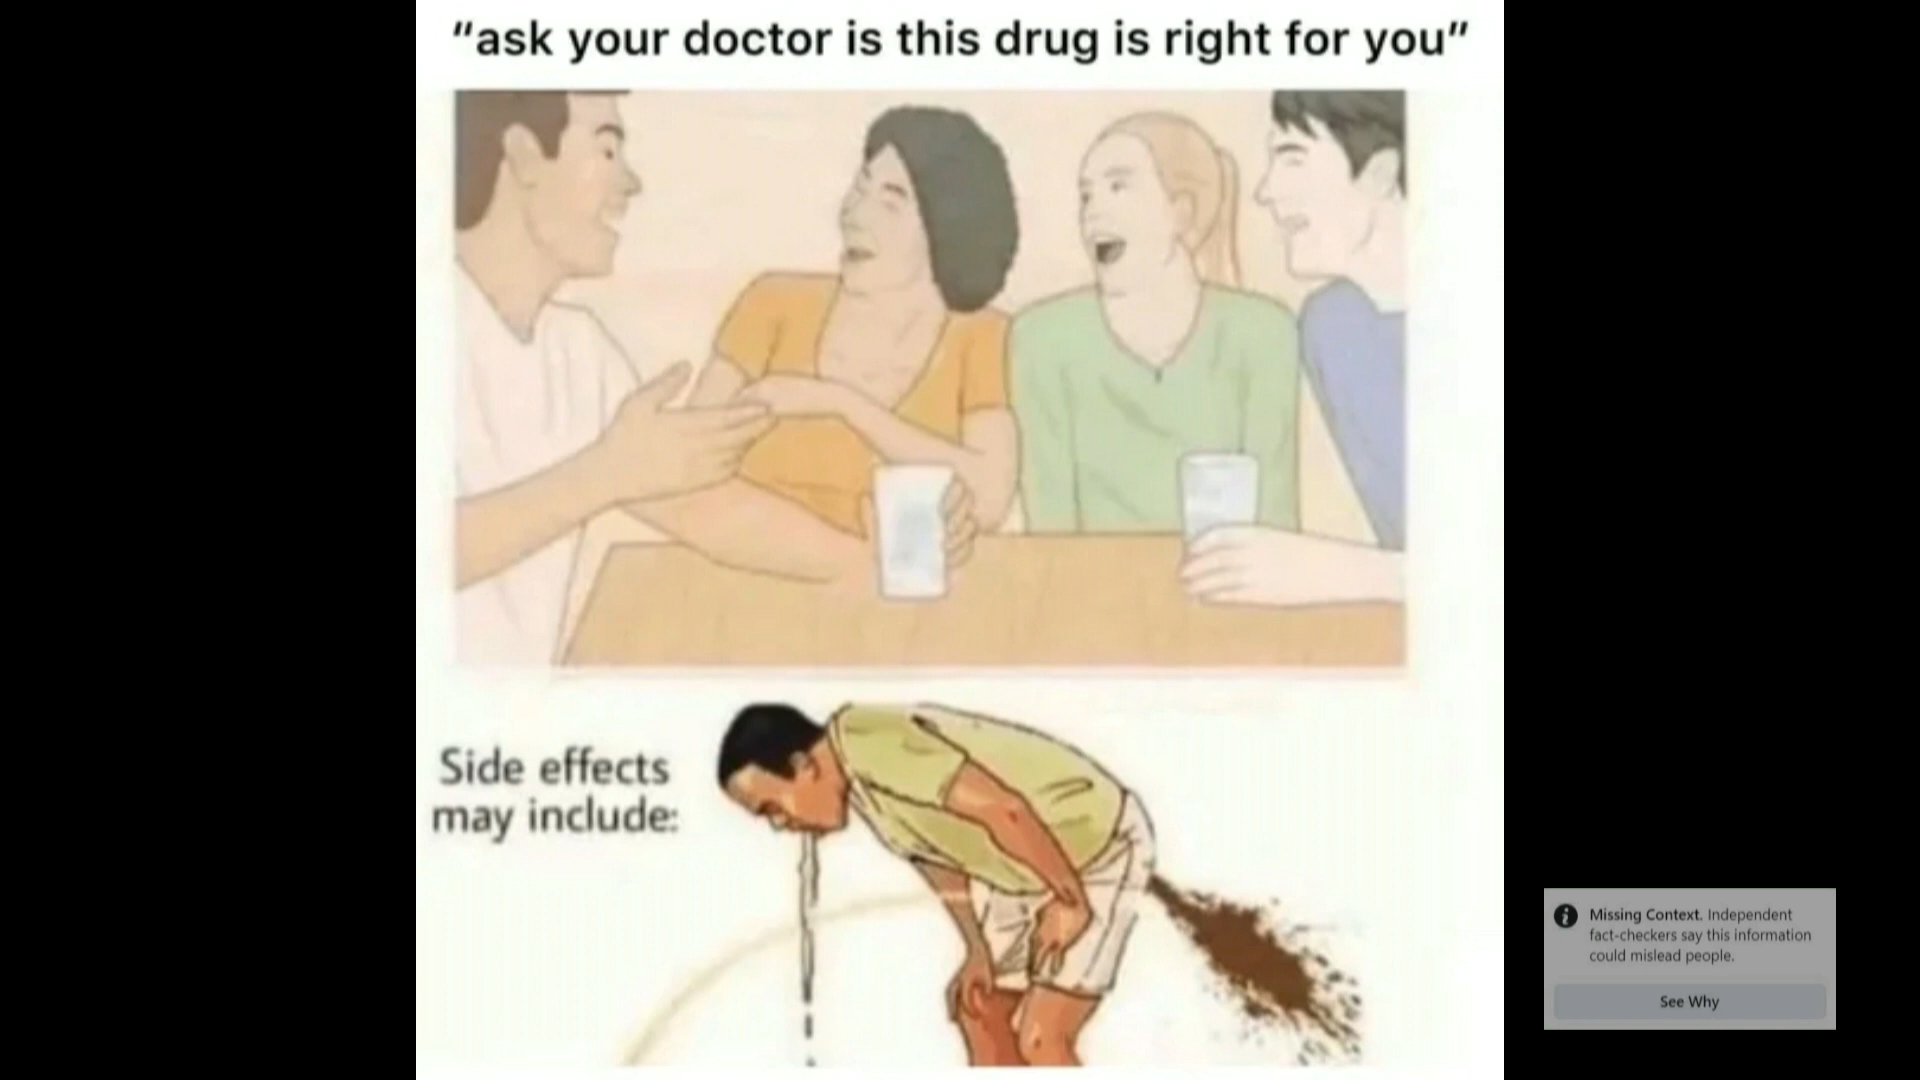 "ask your doctor is this drug is right for you"
Side effects
may include:
Missing Context. Independent
fact-checkers say this information
could mislead people.
See Why